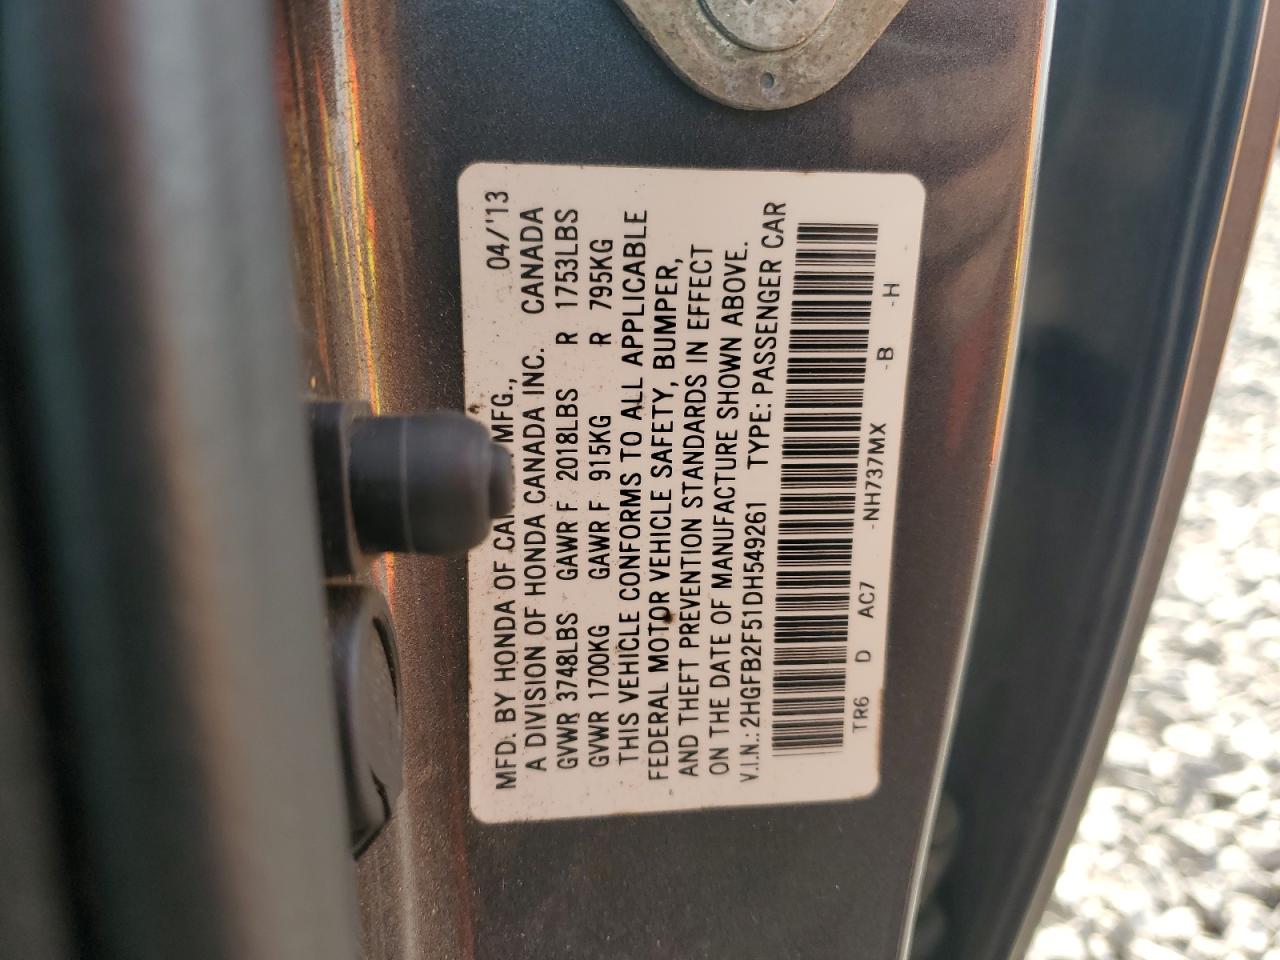 MFD. BY HONDA OF MFG., 04/'13
A DIVISION OF HONDA CANADA INC. CANADA
GVWR 3748LBS GAWR F 2018LBS R 1753LBS
GVWR 1700KG GAWR F 915KG R 795KG
THIS VEHICLE CONFORMS TO ALL APPLICABLE
FEDERAL MOTOR VEHICLE SAFETY, BUMPER,
AND THEFT PREVENTION STANDARDS IN EFFECT
ON THE DATE OF MANUFACTURE SHOWN ABOVE.
V.I.N.: 2HGFB2F51DH549261 TYPE: PASSENGER CAR
TR6 D AC7 -NH737MX -B -H